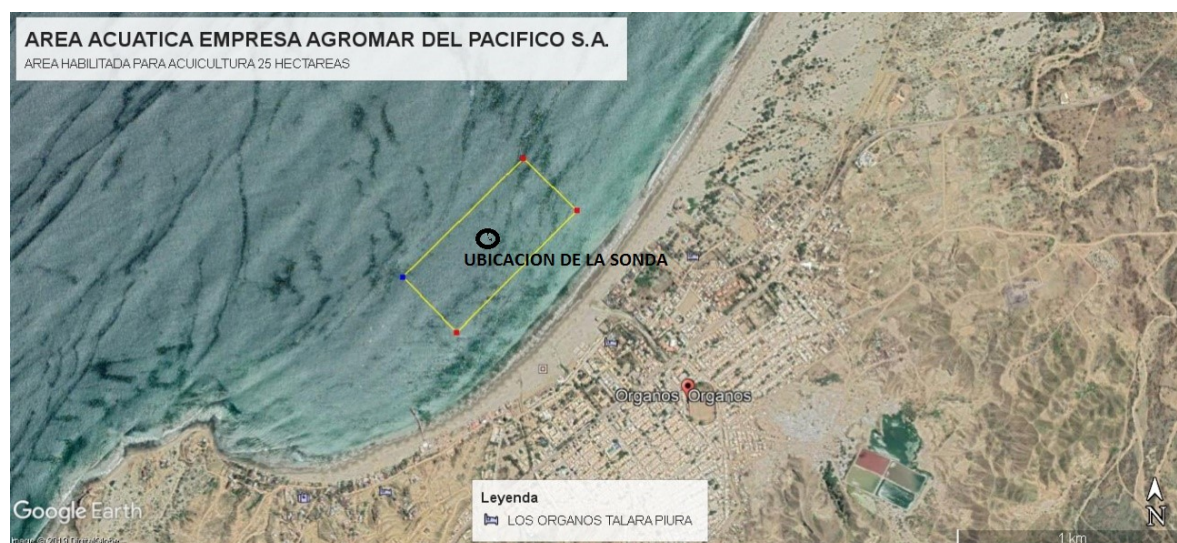 AREA ACUATICA EMPRESA AGROMAR DEL PACIFICO S.A.
AREA HABILITADA PARA ACUICULTURA 25 HECTAREAS
UBICACION DE LA SONDA
Organos Organos
Leyenda
LOS ORGANOS TALARA PIURA
Google Earth
N
1 km